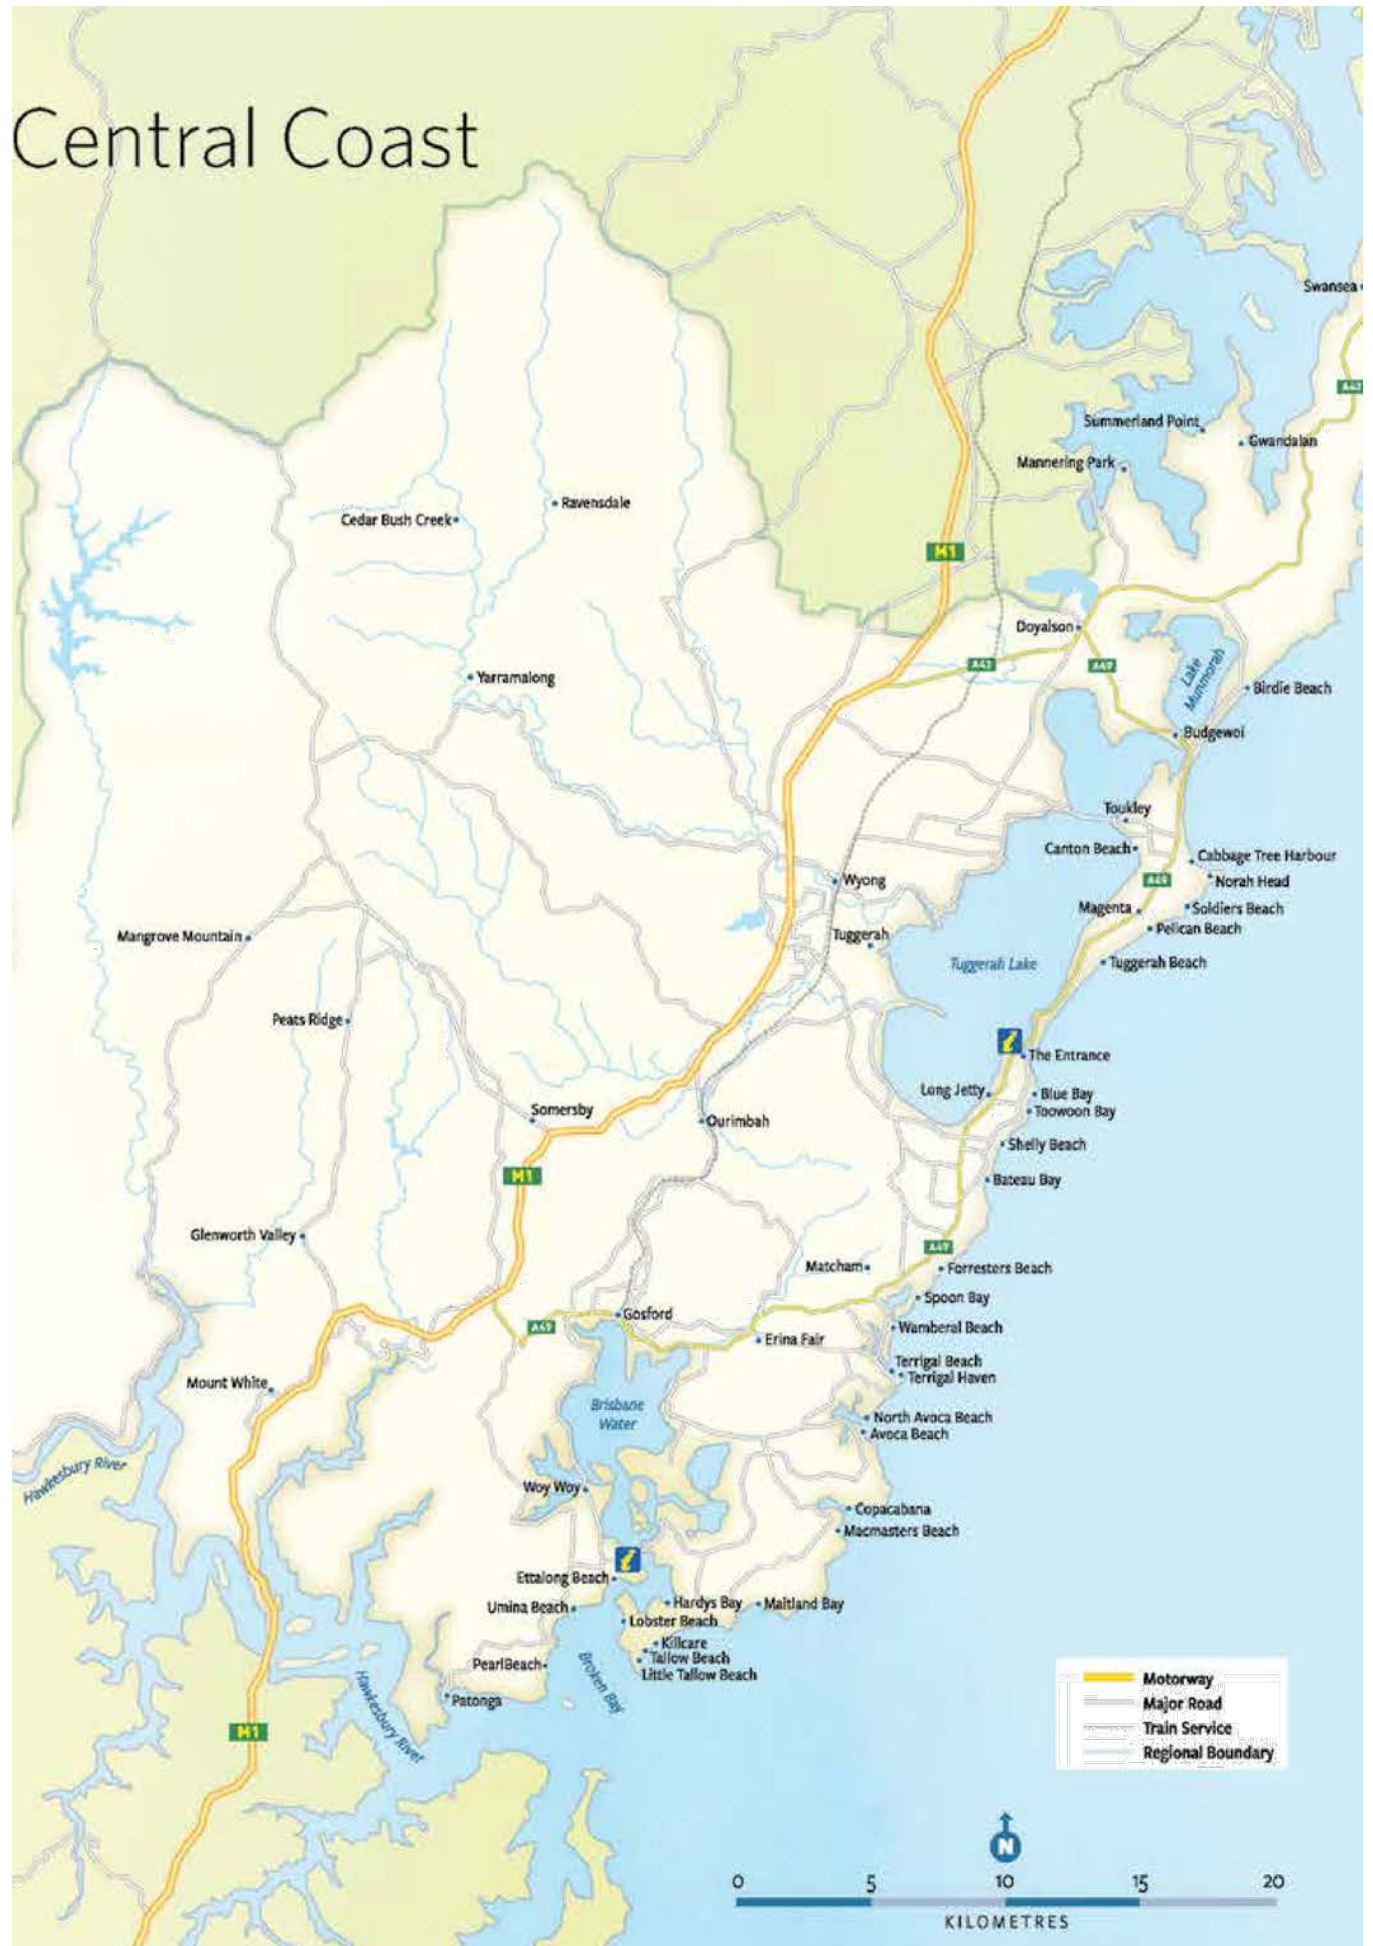 Central Coast
Swansea
A43
Summerland Point
Gwandalan
Mannering Park
Ravensdale
Cedar Bush Creek
M1
Doyalson
A43
A49
Yarramalong
Lake
Munmorah
Birdie Beach
Budgewoi
Toukley
Canton Beach
Cabbage Tree Harbour
Wyong
A49
Norah Head
Magenta
Soldiers Beach
Pelican Beach
Mangrove Mountain
Tuggerah
Tuggerah Lake
Tuggerah Beach
Peats Ridge
The Entrance
Long Jetty
Blue Bay
Toowoon Bay
Somersby
Ourimbah
Shelly Beach
M1
Bateau Bay
Glenworth Valley
A49
Matcham
Forresters Beach
Spoon Bay
Gosford
A49
Erina Fair
Wamberal Beach
Terrigal Beach
Terrigal Haven
Mount White
Brisbane
Water
North Avoca Beach
Avoca Beach
Hawkesbury River
Woy Woy
Copacabana
Macmasters Beach
Ettalong Beach
Umina Beach
Hardys Bay
Maitland Bay
Lobster Beach
Killcare
Tallow Beach
Little Tallow Beach
PearlBeach
Broken Bay
Patonga
Hawkesbury River
M1
Motorway
Major Road
Train Service
Regional Boundary
N
0 5 10 15 20
KILOMETRES